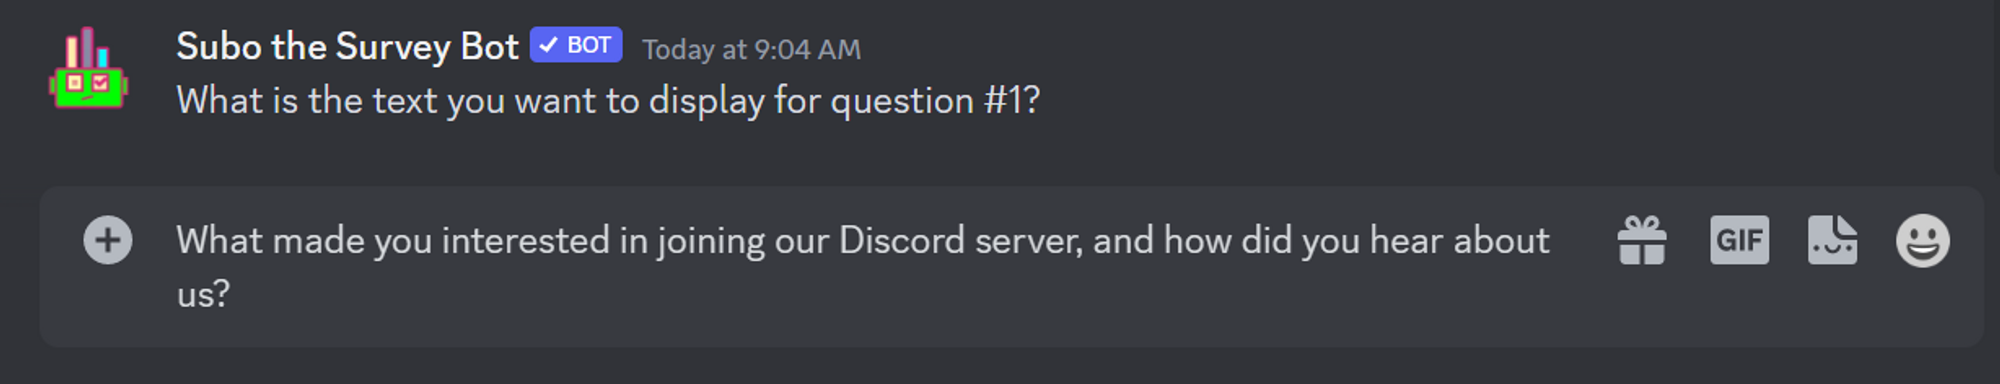 Subo the Survey Bot BOT Today at 9:04 AM
What is the text you want to display for question #1?
What made you interested in joining our Discord server, and how did you hear about GIF
us?